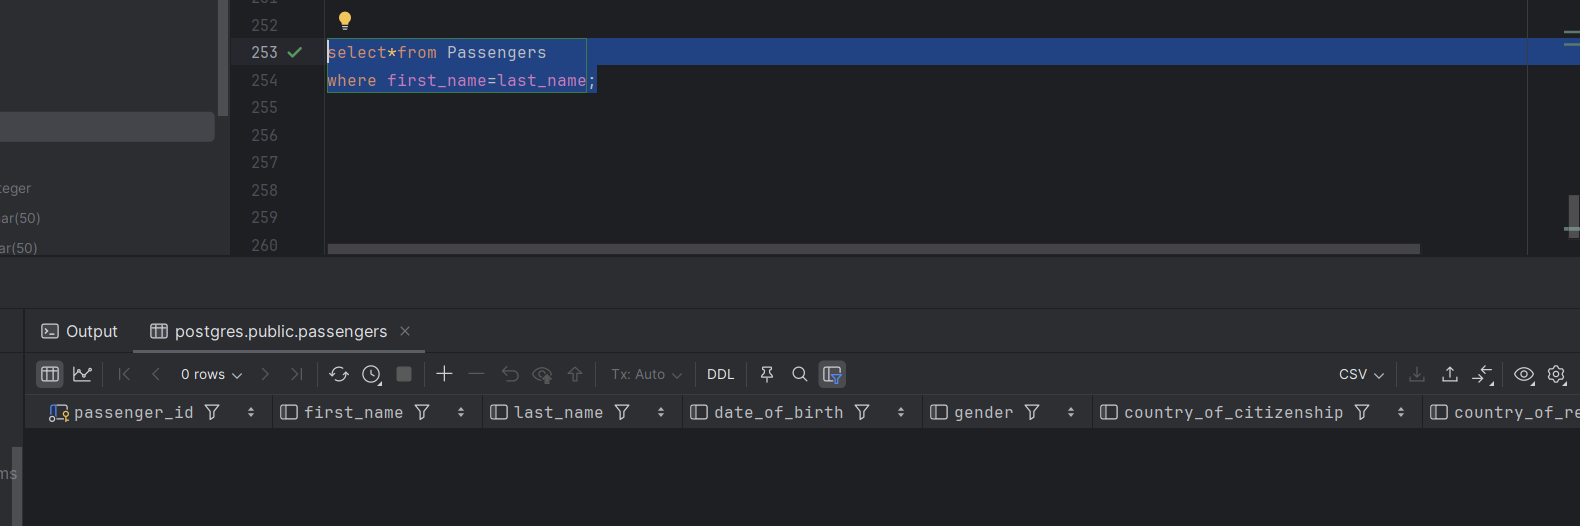 252
253 select*from Passengers
254 where first_name=last_name;
255
256
257
258
259
260
teger
ar(50)
ar(50)
Output postgres.public.passengers
0 rows Tx: Auto DDL CSV
passenger_id first_name last_name date_of_birth gender country_of_citizenship country_of_re
ms